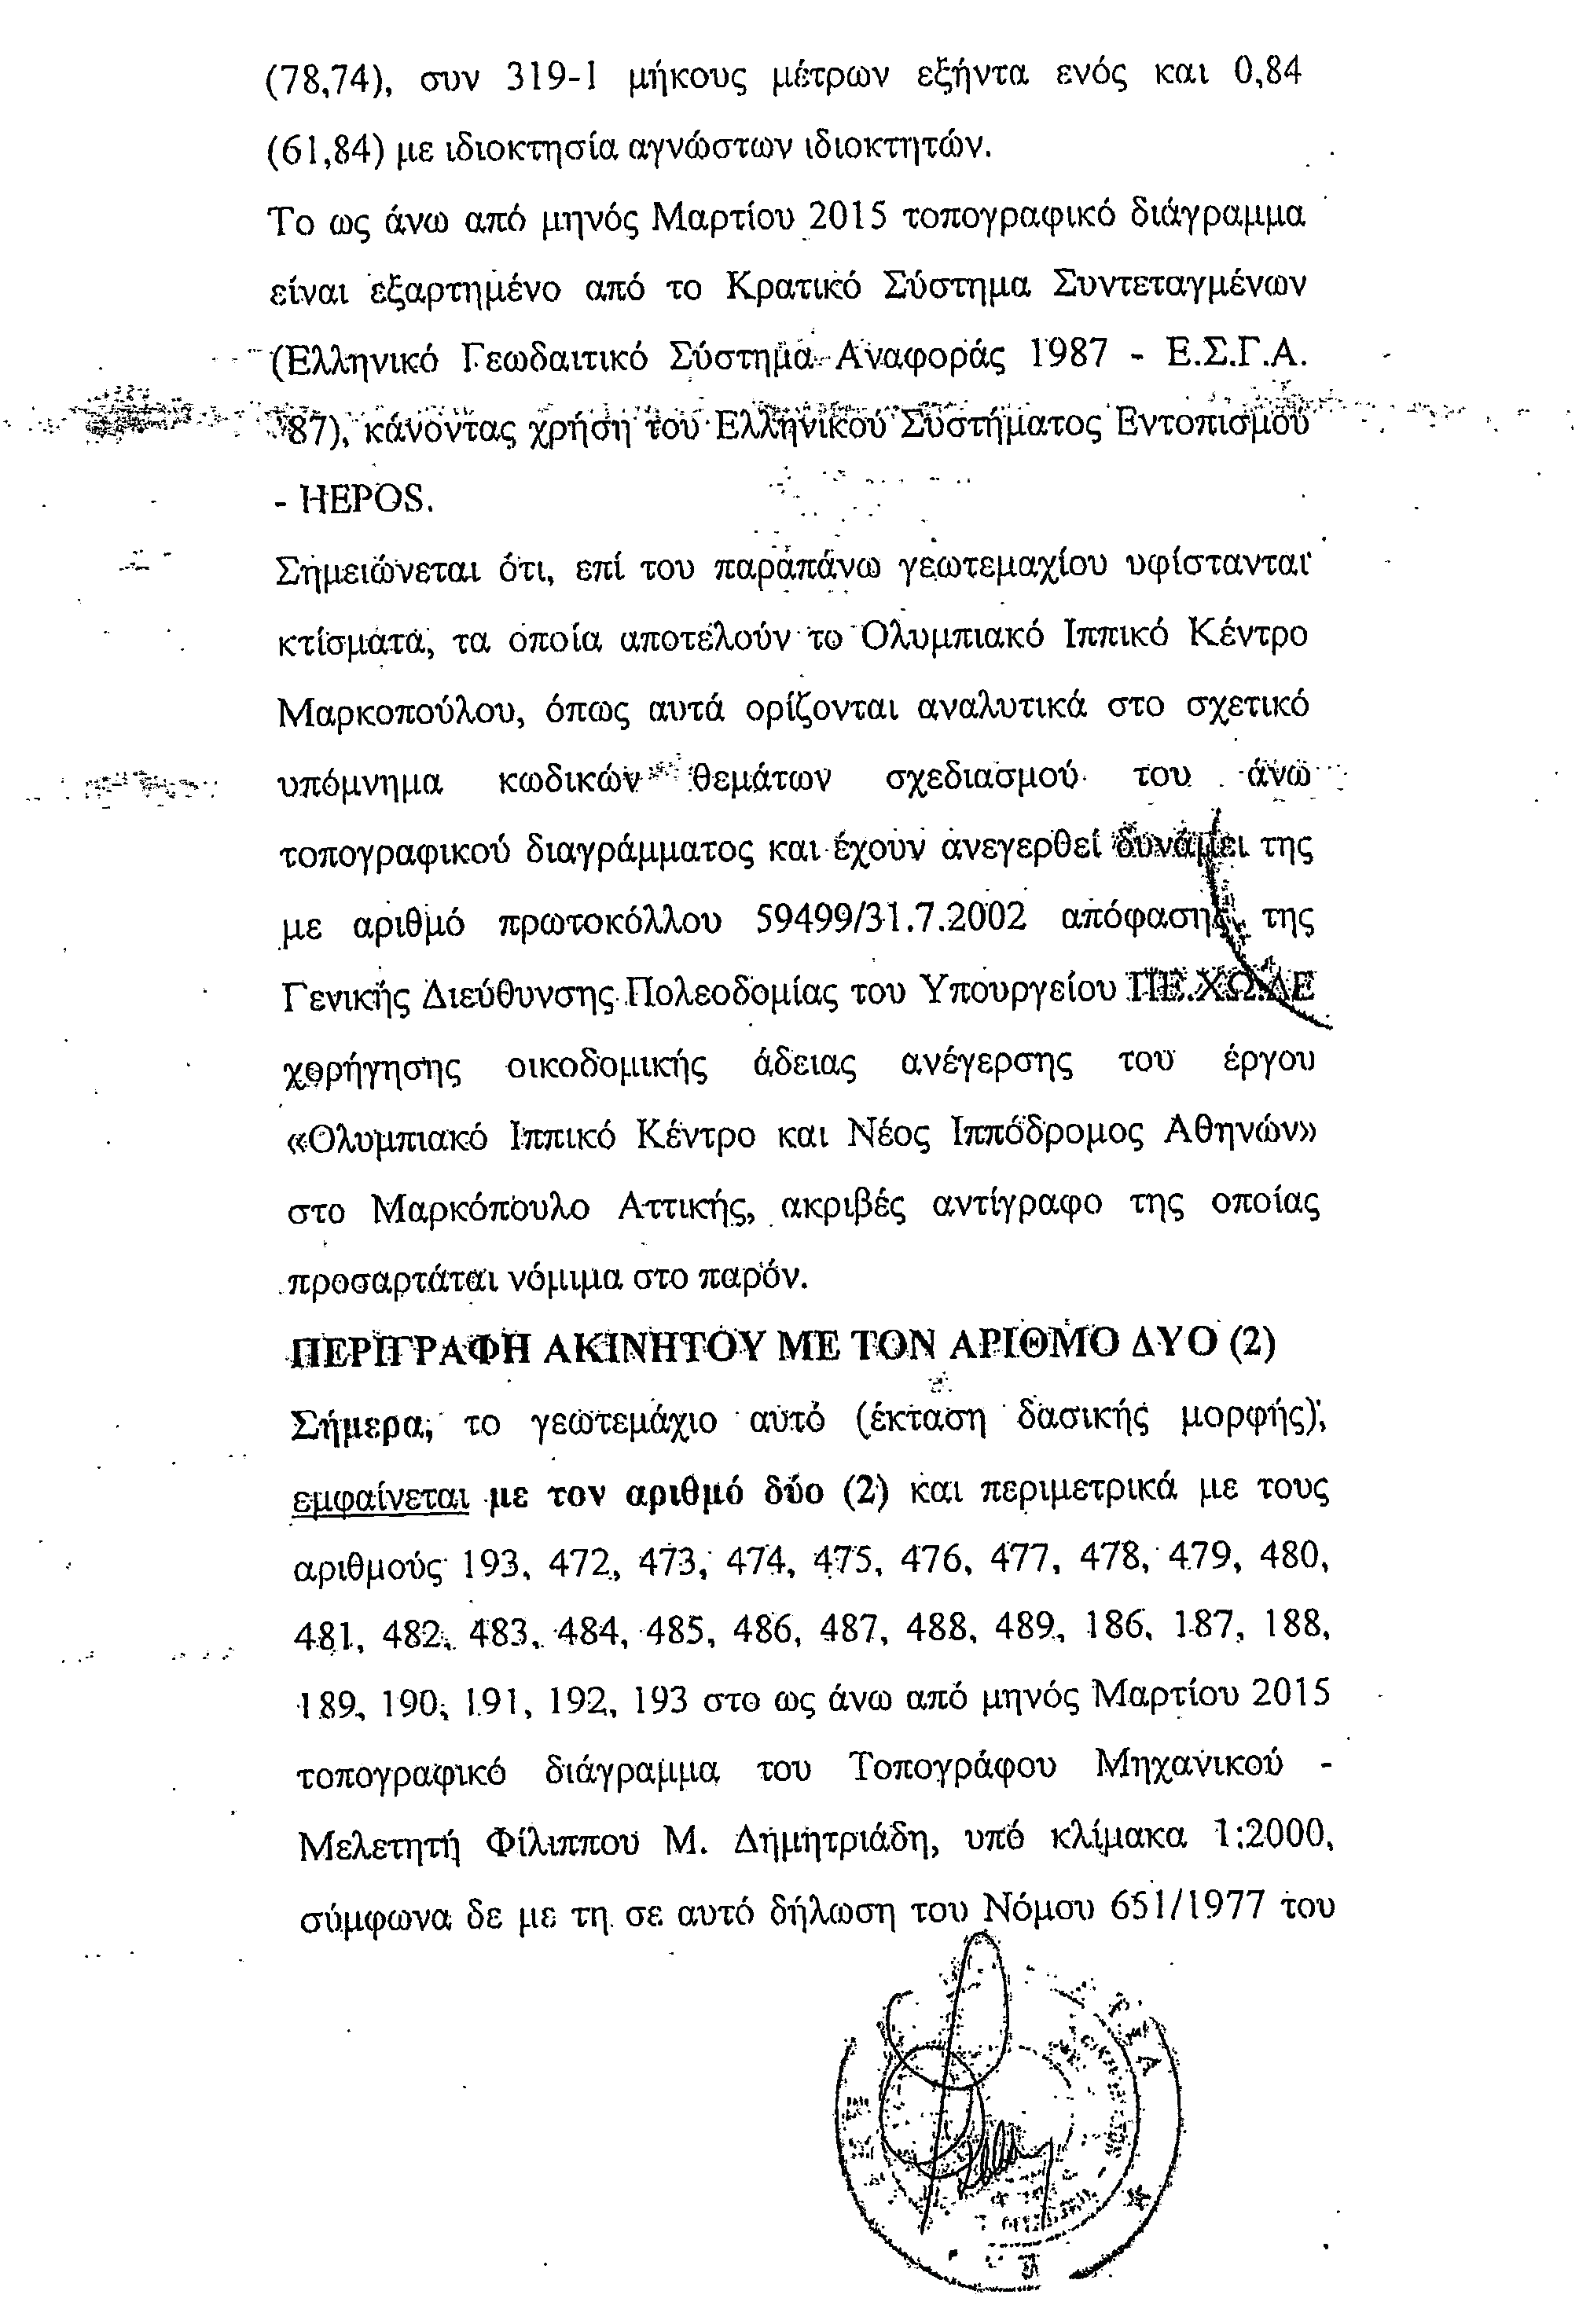 (78,74), συν 319-1 μήκους μέτρων εξήντα ενός και 0,84
(61,84) με ιδιοκτησία αγνώστων ιδιοκτητών.
Το ως άνω από μηνός Μαρτίου 2015 τοπογραφικό διάγραμμα
είναι εξαρτημένο από το Κρατικό Σύστημα Συντεταγμένων
(Ελληνικό Γεωδαιτικό Σύστημα Αναφοράς 1987 - Ε.Σ.Γ.Α.
'87), κάνοντας χρήση του Ελληνικού Συστήματος Εντοπισμού
- HEPOS.
Σημειώνεται ότι, επί του παραπάνω γεωτεμαχίου υφίστανται
κτίσματα, τα οποία αποτελούν το Ολυμπιακό Ιππικό Κέντρο
Μαρκοπούλου, όπως αυτά ορίζονται αναλυτικά στο σχετικό
υπόμνημα κωδικών θεμάτων σχεδιασμού του άνω
τοπογραφικού διαγράμματος και έχουν ανεγερθεί δυνάμει της
με αριθμό πρωτοκόλλου 59499/31.7.2002 απόφασης της
Γενικής Διεύθυνσης Πολεοδομίας του Υπουργείου ΠΕ.ΧΩ.ΔΕ
χορήγησης οικοδομικής άδειας ανέγερσης του έργου
«Ολυμπιακό Ιππικό Κέντρο και Νέος Ιππόδρομος Αθηνών»
στο Μαρκόπουλο Αττικής, ακριβές αντίγραφο της οποίας
προσαρτάται νόμιμα στο παρόν.
ΠΕΡΙΓΡΑΦΗ ΑΚΙΝΗΤΟΥ ΜΕ ΤΟΝ ΑΡΙΘΜΟ ΔΥΟ (2)
Σήμερα, το γεωτεμάχιο αυτό (έκταση δασικής μορφής),
εμφαίνεται με τον αριθμό δύο (2) και περιμετρικά με τους
αριθμούς 193, 472, 473, 474, 475, 476, 477, 478, 479, 480,
481, 482, 483, 484, 485, 486, 487, 488, 489, 186, 187, 188,
189, 190, 191, 192, 193 στο ως άνω από μηνός Μαρτίου 2015
τοπογραφικό διάγραμμα του Τοπογράφου Μηχανικού -
Μελετητή Φίλιππου Μ. Δημητριάδη, υπό κλίμακα 1:2000,
σύμφωνα δε με τη σε αυτό δήλωση του Νόμου 651/1977 του